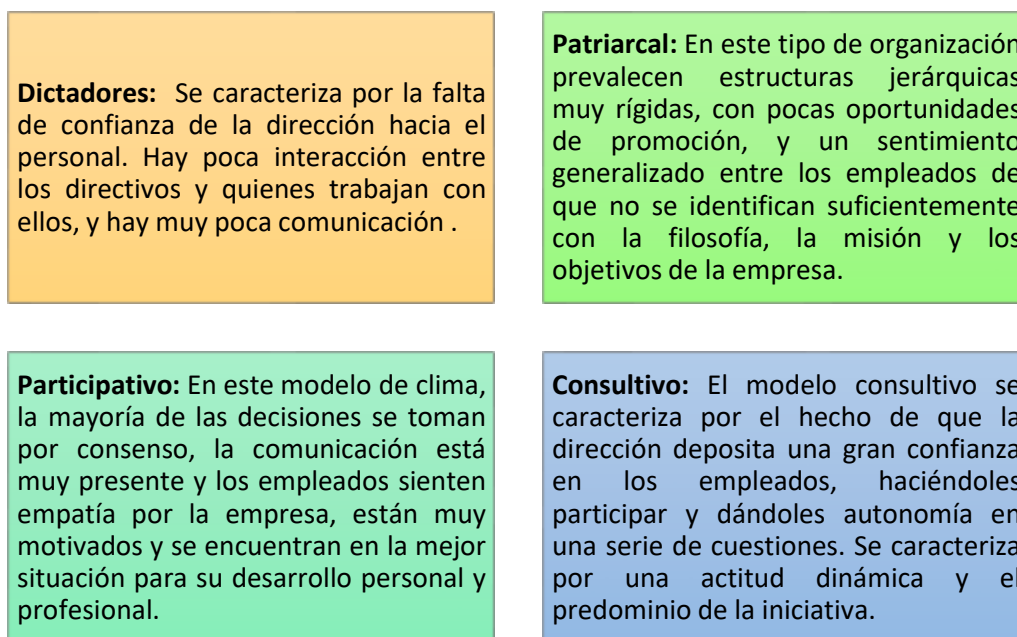 Dictadores: Se caracteriza por la falta
de confianza de la dirección hacia el
personal. Hay poca interacción entre
los directivos y quienes trabajan con
ellos, y hay muy poca comunicación .
Patriarcal: En este tipo de organización
prevalecen estructuras jerárquicas
muy rígidas, con pocas oportunidades
de promoción, y un sentimiento
generalizado entre los empleados de
que no se identifican suficientemente
con la filosofía, la misión y los
objetivos de la empresa.
Participativo: En este modelo de clima,
la mayoría de las decisiones se toman
por consenso, la comunicación está
muy presente y los empleados sienten
empatía por la empresa, están muy
motivados y se encuentran en la mejor
situación para su desarrollo personal y
profesional.
Consultivo: El modelo consultivo se
caracteriza por el hecho de que la
dirección deposita una gran confianza
en los empleados, haciéndoles
participar y dándoles autonomía en
una serie de cuestiones. Se caracteriza
por una actitud dinámica y el
predominio de la iniciativa.